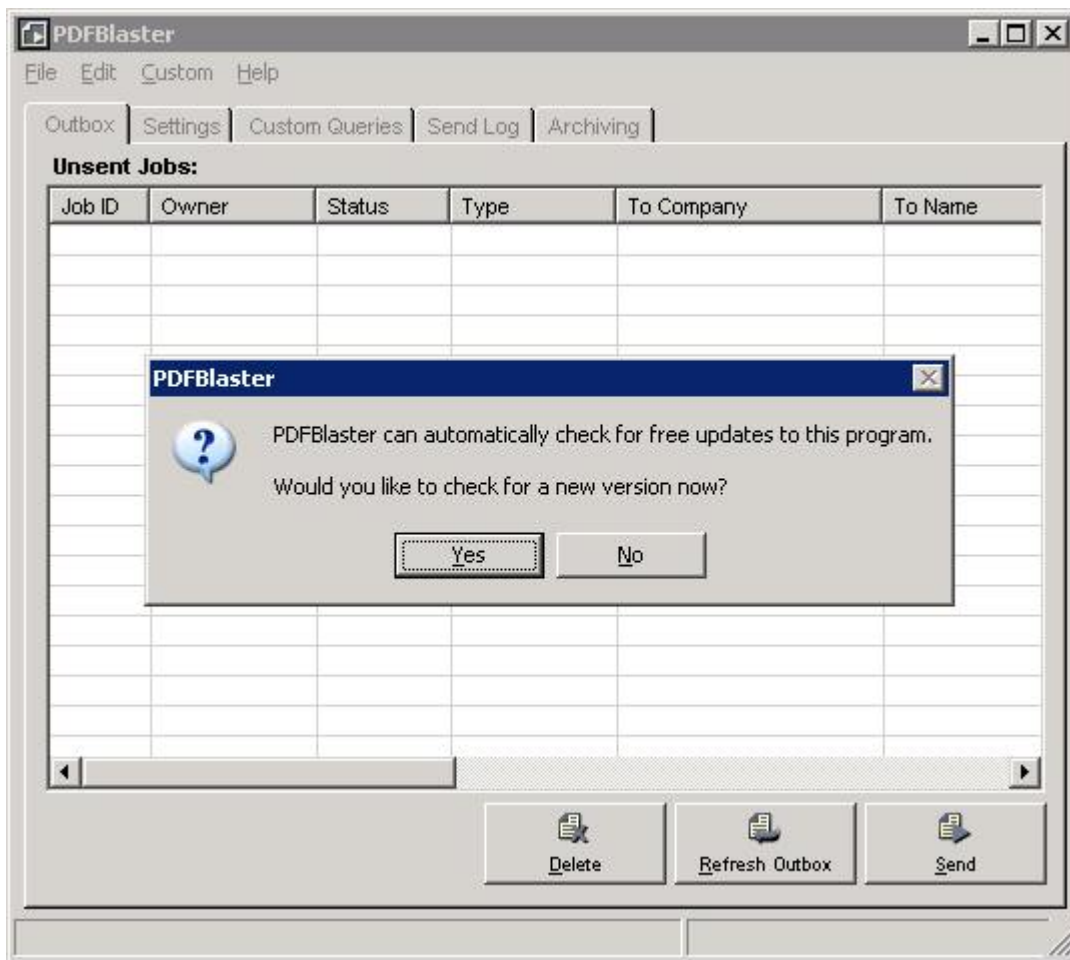 PDFBlaster
File Edit Custom Help
Outbox Settings Custom Queries Send Log Archiving
Unsent Jobs:
Job ID Owner Status Type To Company To Name
PDFBlaster
?
PDFBlaster can automatically check for free updates to this program.
Would you like to check for a new version now?
Yes No
Delete Refresh Outbox Send